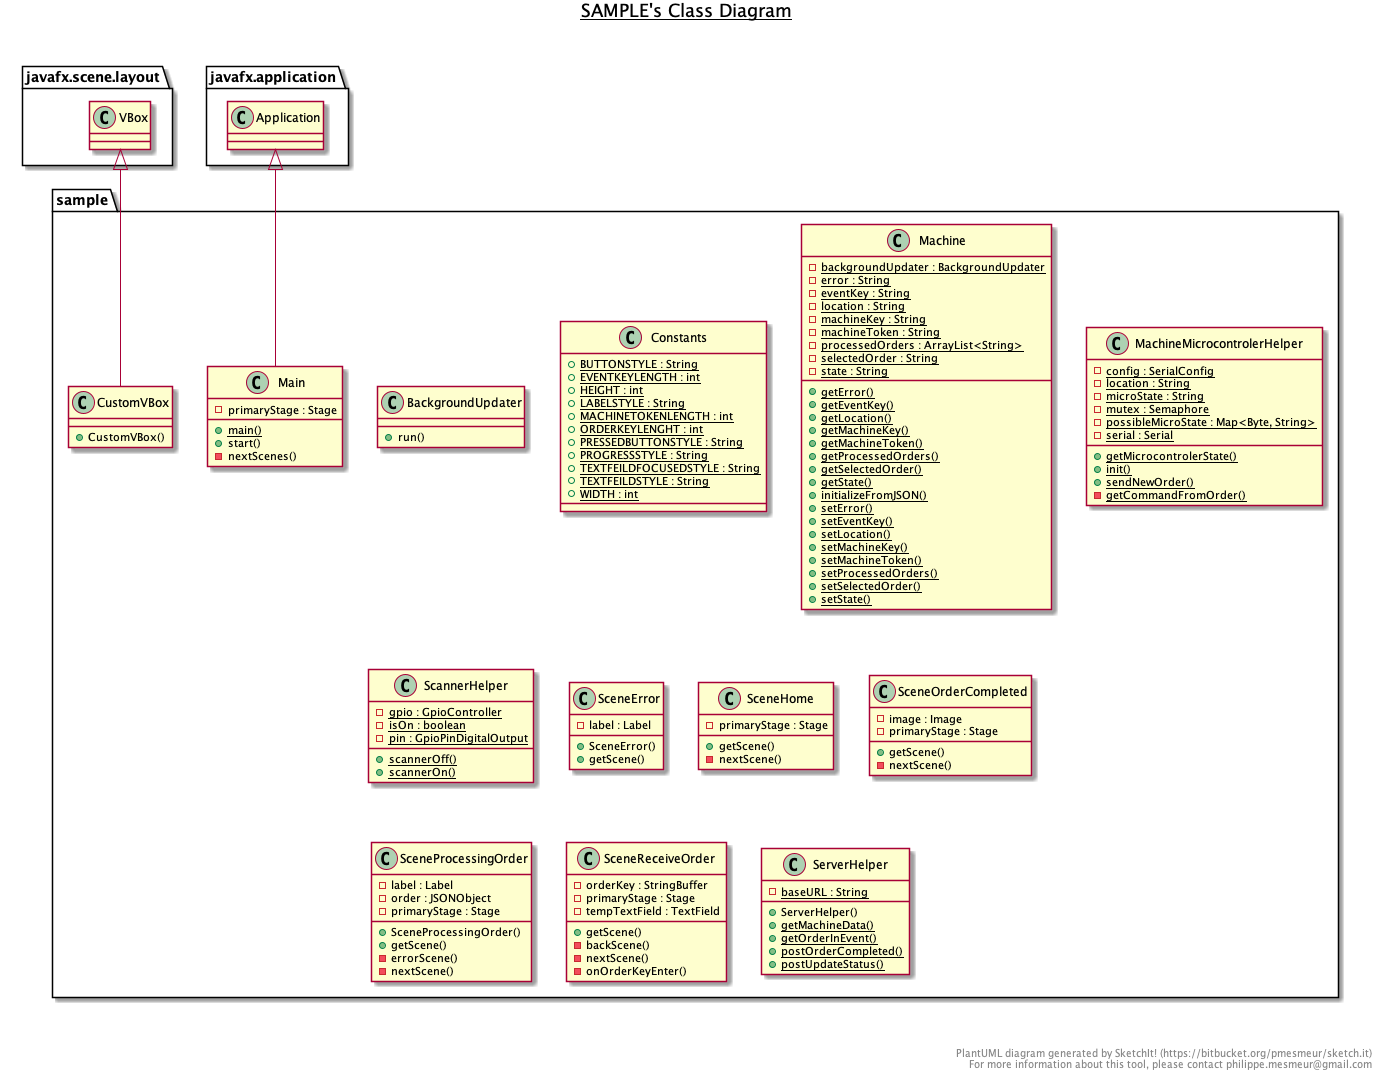 SAMPLE's Class Diagram
javafx.scene.layout
C VBox
javafx.application
C Application
sample
C CustomVBox
CustomVBox()
C Main
primaryStage : Stage
main()
start()
nextScenes()
C BackgroundUpdater
run()
C Constants
BUTTONSTYLE : String
EVENTKEYLENGTH : int
HEIGHT : int
LABELSTYLE : String
MACHINETOKENLENGTH : int
ORDERKEYLENGHT : int
PRESSEDBUTTONSTYLE : String
PROGRESSSTYLE : String
TEXTFEILDFOCUSEDSTYLE : String
TEXTFEILDSTYLE : String
WIDTH : int
C Machine
backgroundUpdater : BackgroundUpdater
error : String
eventKey : String
location : String
machineKey : String
machineToken : String
processedOrders : ArrayList<String>
selectedOrder : String
state : String
getError()
getEventKey()
getLocation()
getMachineKey()
getMachineToken()
getProcessedOrders()
getSelectedOrder()
getState()
initializeFromJSON()
setError()
setEventKey()
setLocation()
setMachineKey()
setMachineToken()
setProcessedOrders()
setSelectedOrder()
setState()
C MachineMicrocontrolerHelper
config : SerialConfig
location : String
microState : String
mutex : Semaphore
possibleMicroState : Map<Byte, String>
serial : Serial
getMicrocontrolerState()
init()
sendNewOrder()
getCommandFromOrder()
C ScannerHelper
gpio : GpioController
isOn : boolean
pin : GpioPinDigitalOutput
scannerOff()
scannerOn()
C SceneError
label : Label
SceneError()
getScene()
C SceneHome
primaryStage : Stage
getScene()
nextScene()
C SceneOrderCompleted
image : Image
primaryStage : Stage
getScene()
nextScene()
C SceneProcessingOrder
label : Label
order : JSONObject
primaryStage : Stage
SceneProcessingOrder()
getScene()
errorScene()
nextScene()
C SceneReceiveOrder
orderKey : StringBuffer
primaryStage : Stage
tempTextField : TextField
getScene()
backScene()
nextScene()
onOrderKeyEnter()
C ServerHelper
baseURL : String
ServerHelper()
getMachineData()
getOrderInEvent()
postOrderCompleted()
postUpdateStatus()
PlantUML diagram generated by SketchIt! (https://bitbucket.org/pmesmeur/sketch.it)
For more information about this tool, please contact philippe.mesmeur@gmail.com